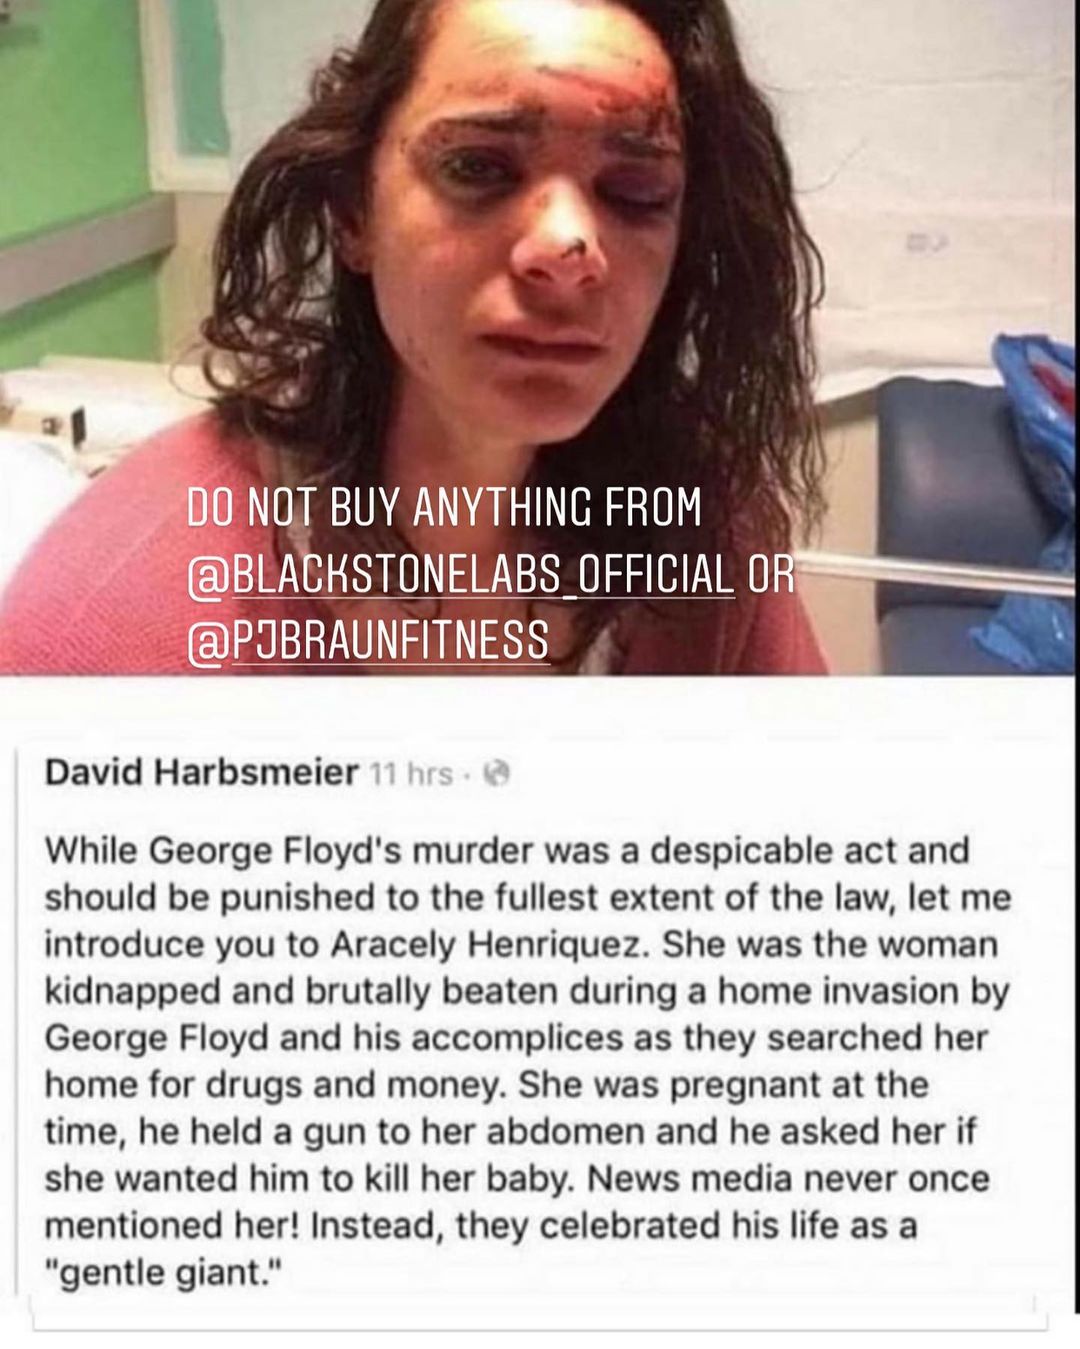 DO NOT BUY ANYTHING FROM
@BLACKSTONELABS_OFFICIAL OR
@PJBRAUNFITNESS
David Harbsmeier 11 hrs ·
While George Floyd's murder was a despicable act and
should be punished to the fullest extent of the law, let me
introduce you to Aracely Henriquez. She was the woman
kidnapped and brutally beaten during a home invasion by
George Floyd and his accomplices as they searched her
home for drugs and money. She was pregnant at the
time, he held a gun to her abdomen and he asked her if
she wanted him to kill her baby. News media never once
mentioned her! Instead, they celebrated his life as a
"gentle giant."